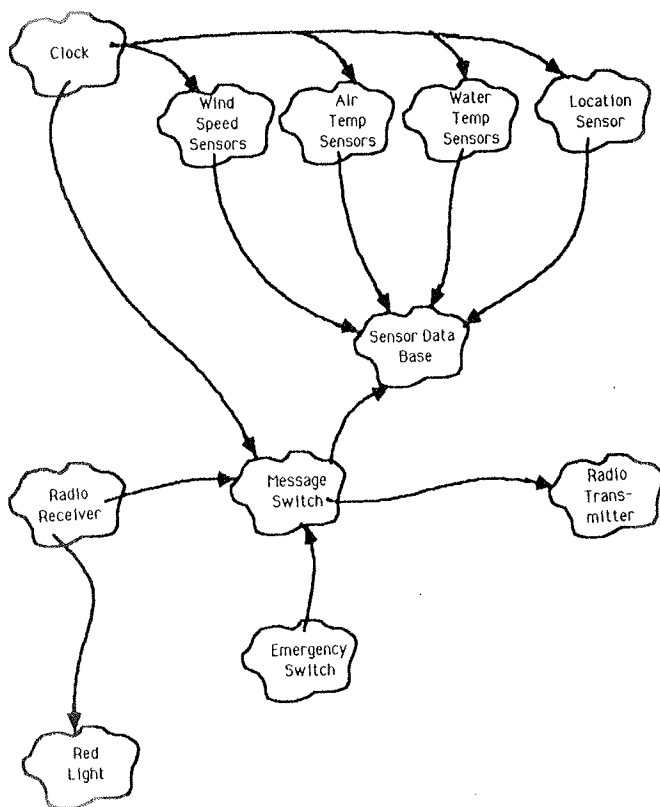 Clock
Wind
Speed
Sensors
Air
Temp
Sensors
Water
Temp
Sensors
Location
Sensor
Sensor Data
Base
Radio
Receiver
Message
Switch
Radio
Trans-
mitter
Emergency
Switch
Red
Light